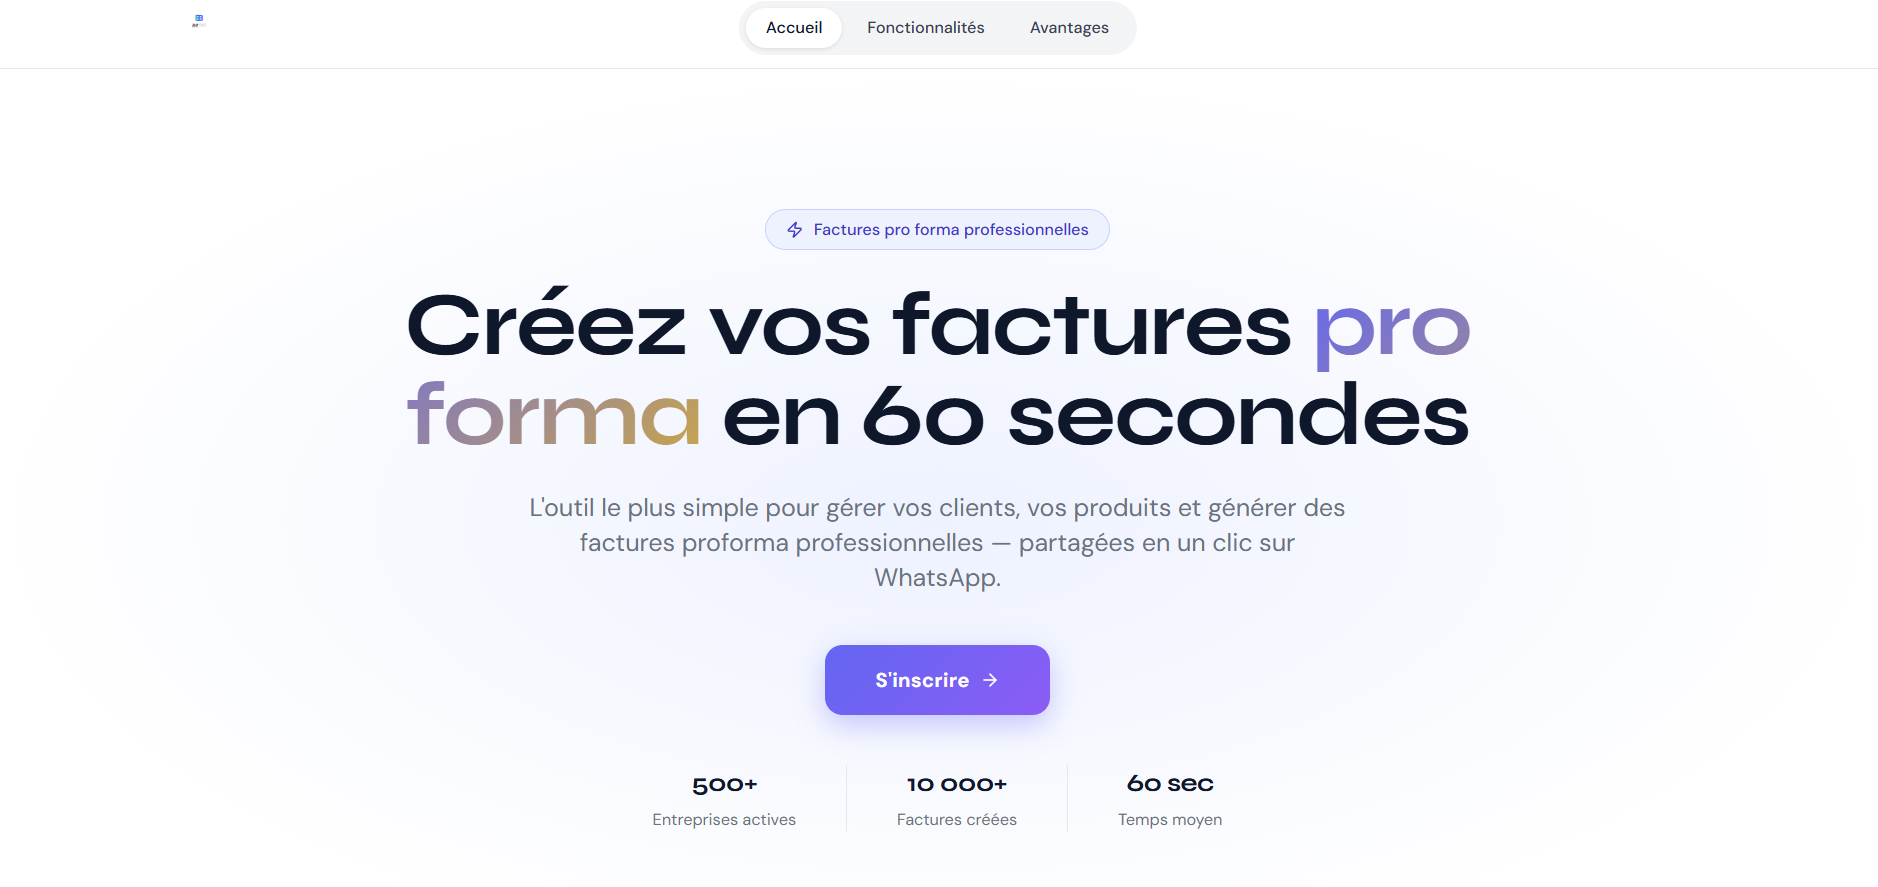 Accueil
Fonctionnalités
Avantages
Factures pro forma professionnelles
Créez vos factures pro
forma en 60 secondes
L'outil le plus simple pour gérer vos clients, vos produits et générer des
factures proforma professionnelles — partagées en un clic sur
WhatsApp.
S'inscrire
500+
Entreprises actives
10 000+
Factures créées
60 sec
Temps moyen